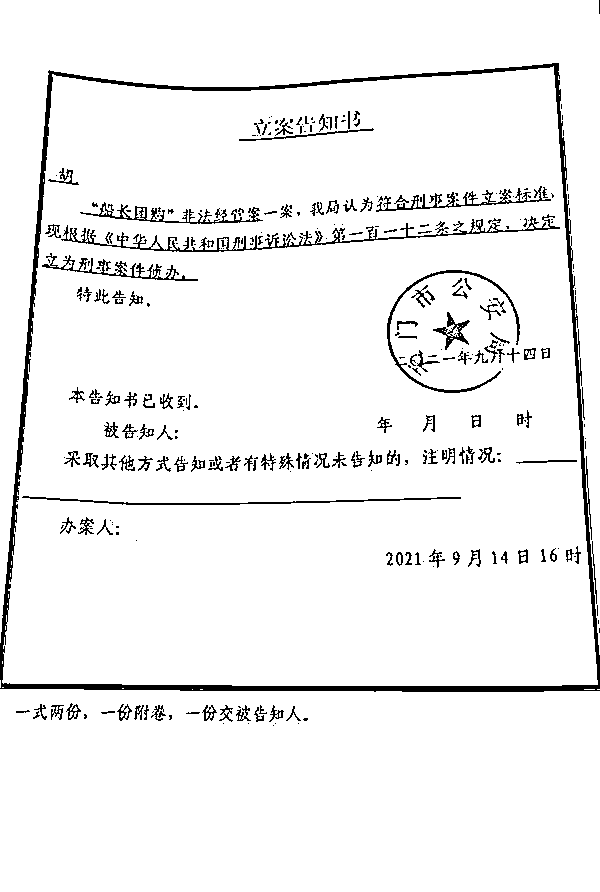 立案告知书
胡
“船长团购”非法经营案一案，我局认为符合刑事案件立案标准，
现根据《中华人民共和国刑事诉讼法》第一百一十二条之规定，决定
立为刑事案件侦办。
特此告知。
门市公安局
二〇二一年九月十四日
本告知书已收到。
被告知人： 年 月 日 时
采取其他方式告知或者有特殊情况未告知的，注明情况：
办案人：
2021年9月14日16时
一式两份，一份附卷，一份交被告知人。